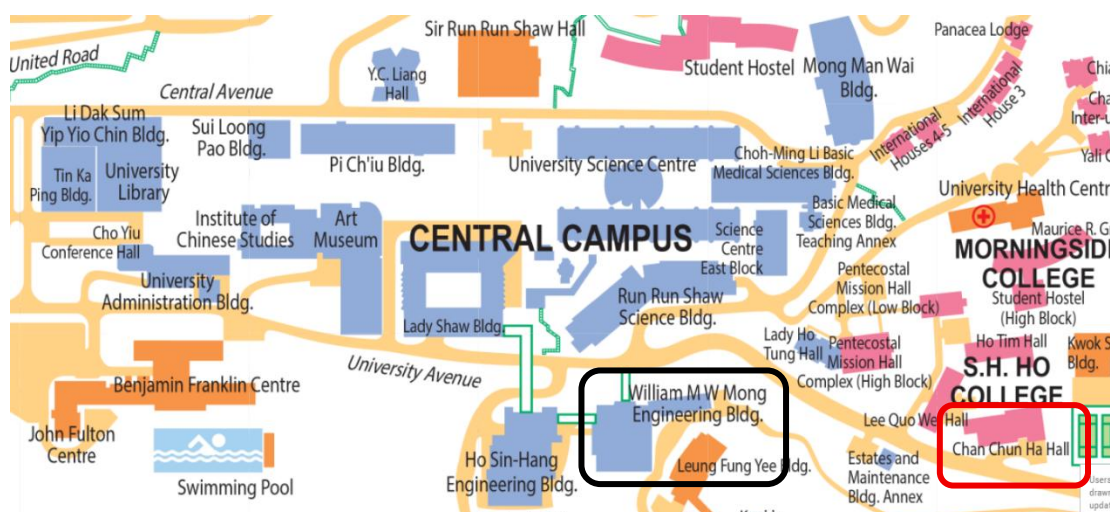 United Road
Central Avenue
Sir Run Run Shaw Hall
Y.C. Liang
Hall
Student Hostel
Mong Man Wai
Bldg.
Panacea Lodge
International
House 3
International
Houses 4-5
Li Dak Sum
Yip Yio Chin Bldg.
Tin Ka
Ping Bldg.
University
Library
Sui Loong
Pao Bldg.
Pi Ch'iu Bldg.
University Science Centre
Choh-Ming Li Basic
Medical Sciences Bldg.
Basic Medical
Sciences Bldg.
Teaching Annex
University Health Centr
Maurice R. G
MORNINGSID
COLLEGE
Cho Yiu
Conference Hall
Institute of
Chinese Studies
Art
Museum
CENTRAL CAMPUS
Science
Centre
East Block
University
Administration Bldg.
Lady Shaw Bldg.
Run Run Shaw
Science Bldg.
Pentecostal
Mission Hall
Complex (Low Block)
Student Hostel
(High Block)
Lady Ho
Tung Hall
Pentecostal
Mission Hall
Complex (High Block)
Ho Tim Hall
Kwok S
Bldg.
S.H. HO
COLLEGE
University Avenue
Benjamin Franklin Centre
John Fulton
Centre
Swimming Pool
Ho Sin-Hang
Engineering Bldg.
William M W Mong
Engineering Bldg.
Leung Fung Yee Bldg.
Lee Quo Wei Hall
Chan Chun Ha Hall
Estates and
Maintenance
Bldg. Annex
Users
drawn
upda